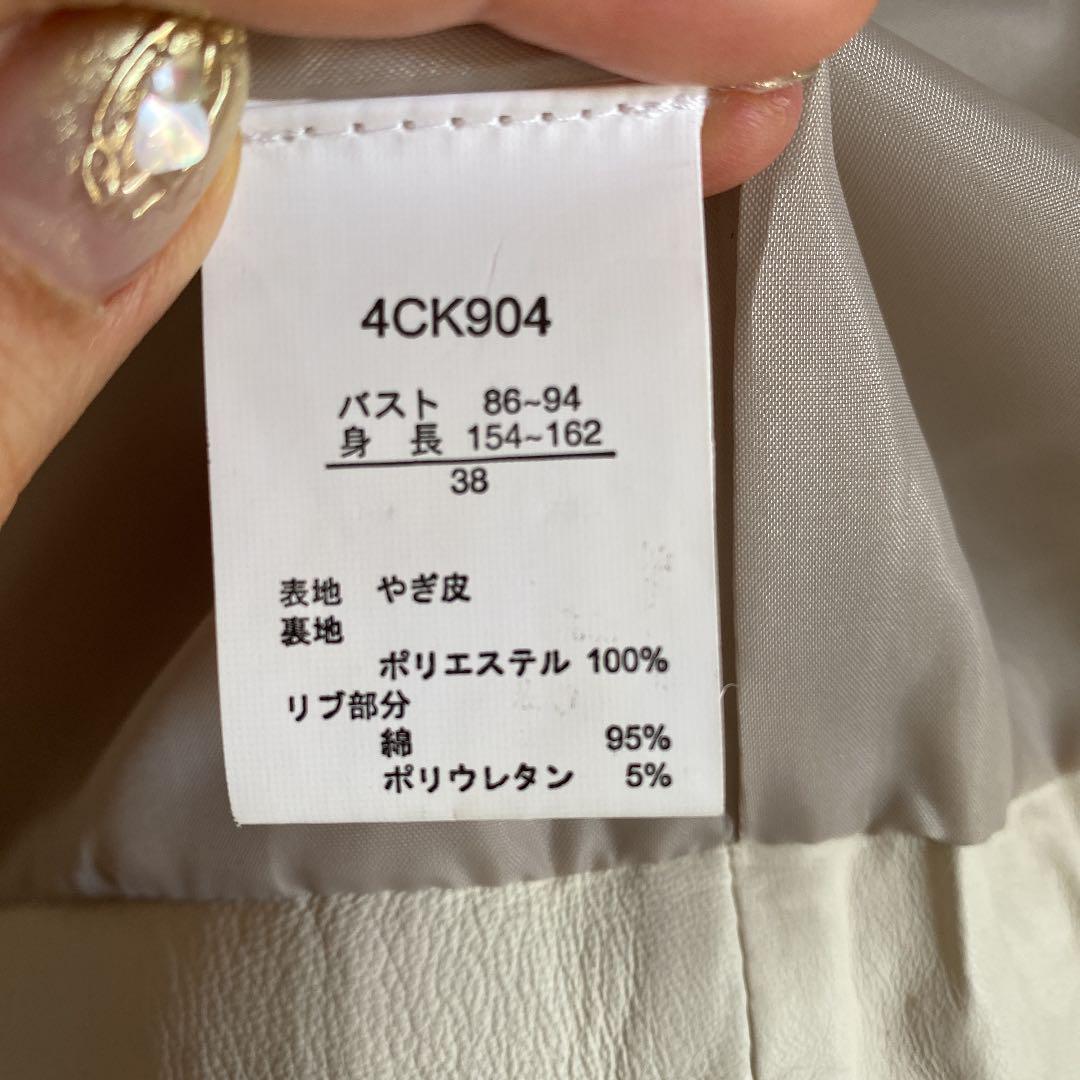 4CK904
バスト 86~94
身 長 154~162
38
表地 やぎ皮
裏地
ポリエステル 100%
リブ部分
綿 95%
ポリウレタン 5%